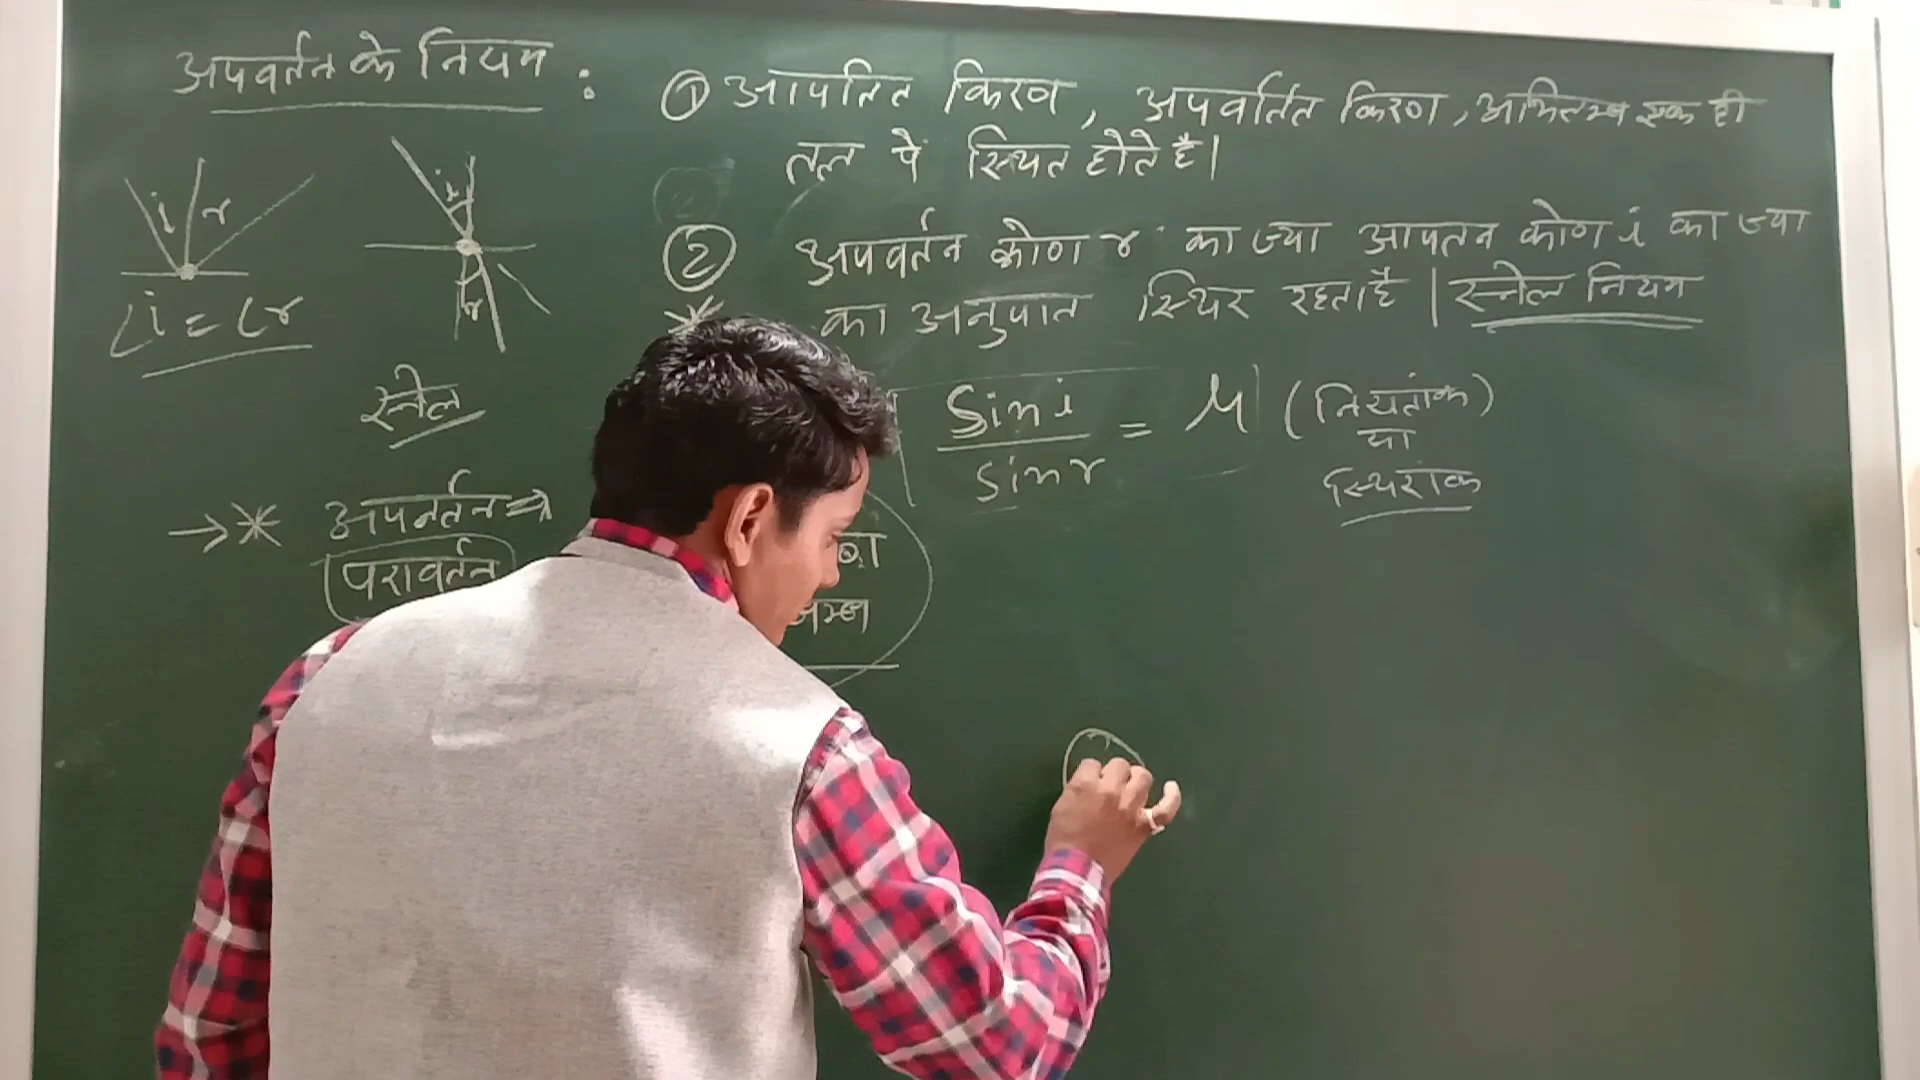 अपवर्तन के नियम :
① आपतित किरण, अपवर्तित किरण, अभिलम्ब एक ही
तल पे स्थित होते है।
② अपवर्तन कोण r का ज्या आपतन कोण i का ज्या
का अनुपात स्थिर रहता है | स्नेल नियम
i r
∠i = ∠r
i
r
स्नेल
sin i / sin r = μ (नियतांक)
या
स्थिरांक
→ * अपवर्तन ⇒
परावर्तन